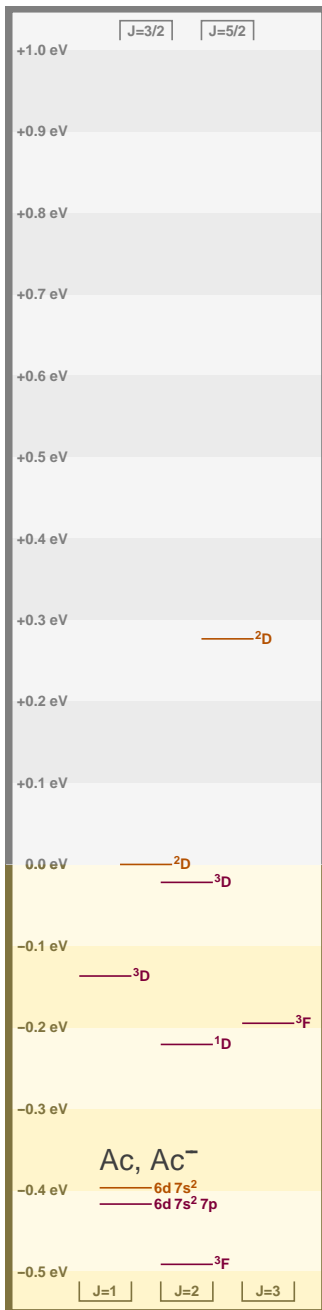 J=3/2 J=5/2
+1.0 eV
+0.9 eV
+0.8 eV
+0.7 eV
+0.6 eV
+0.5 eV
+0.4 eV
+0.3 eV
²D
+0.2 eV
+0.1 eV
0.0 eV ²D
³D
−0.1 eV
³D
³F
−0.2 eV
¹D
−0.3 eV
Ac, Ac⁻
−0.4 eV 6d 7s²
6d 7s² 7p
³F
−0.5 eV
J=1 J=2 J=3